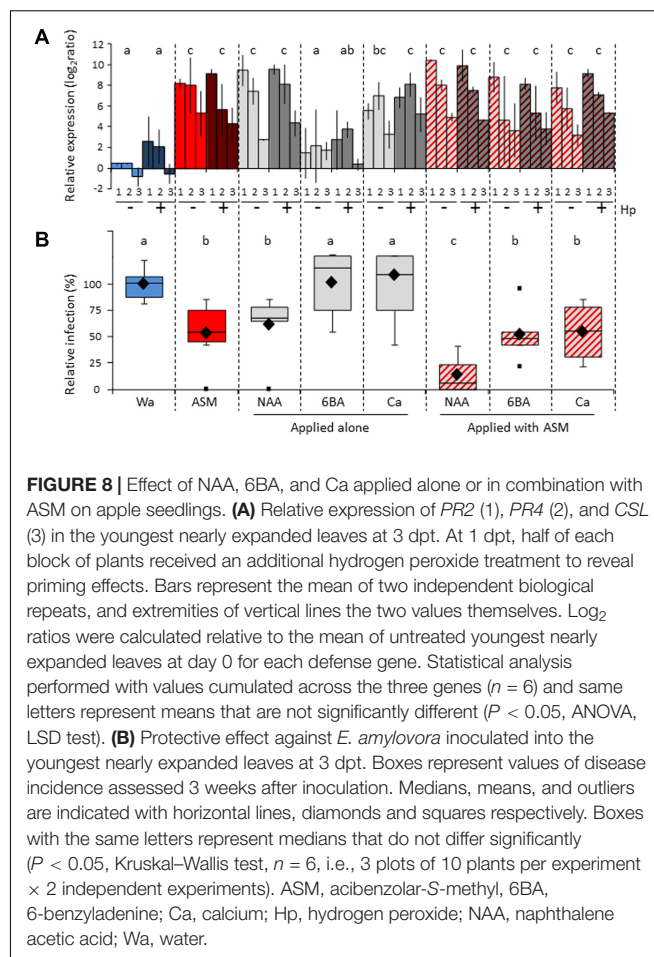 A
Relative expression (log2ratio)
12
10
8
6
4
2
0
-2
a a c c c c a ab bc c c c c c c c
1 2 3 1 2 3 1 2 3 1 2 3 1 2 3 1 2 3 1 2 3 1 2 3 1 2 3 1 2 3 1 2 3 1 2 3 1 2 3 1 2 3 1 2 3 1 2 3
- + - + - + - + - + - + - + - + Hp
B
Relative infection (%)
100
75
50
25
0
a b b a a c b b
Wa ASM NAA 6BA Ca NAA 6BA Ca
Applied alone Applied with ASM
FIGURE 8 | Effect of NAA, 6BA, and Ca applied alone or in combination with
ASM on apple seedlings. (A) Relative expression of PR2 (1), PR4 (2), and CSL
(3) in the youngest nearly expanded leaves at 3 dpt. At 1 dpt, half of each
block of plants received an additional hydrogen peroxide treatment to reveal
priming effects. Bars represent the mean of two independent biological
repeats, and extremities of vertical lines the two values themselves. Log2
ratios were calculated relative to the mean of untreated youngest nearly
expanded leaves at day 0 for each defense gene. Statistical analysis
performed with values cumulated across the three genes (n = 6) and same
letters represent means that are not significantly different (P < 0.05, ANOVA,
LSD test). (B) Protective effect against E. amylovora inoculated into the
youngest nearly expanded leaves at 3 dpt. Boxes represent values of disease
incidence assessed 3 weeks after inoculation. Medians, means, and outliers
are indicated with horizontal lines, diamonds and squares respectively. Boxes
with the same letters represent medians that do not differ significantly
(P < 0.05, Kruskal–Wallis test, n = 6, i.e., 3 plots of 10 plants per experiment
× 2 independent experiments). ASM, acibenzolar-S-methyl, 6BA,
6-benzyladenine; Ca, calcium; Hp, hydrogen peroxide; NAA, naphthalene
acetic acid; Wa, water.